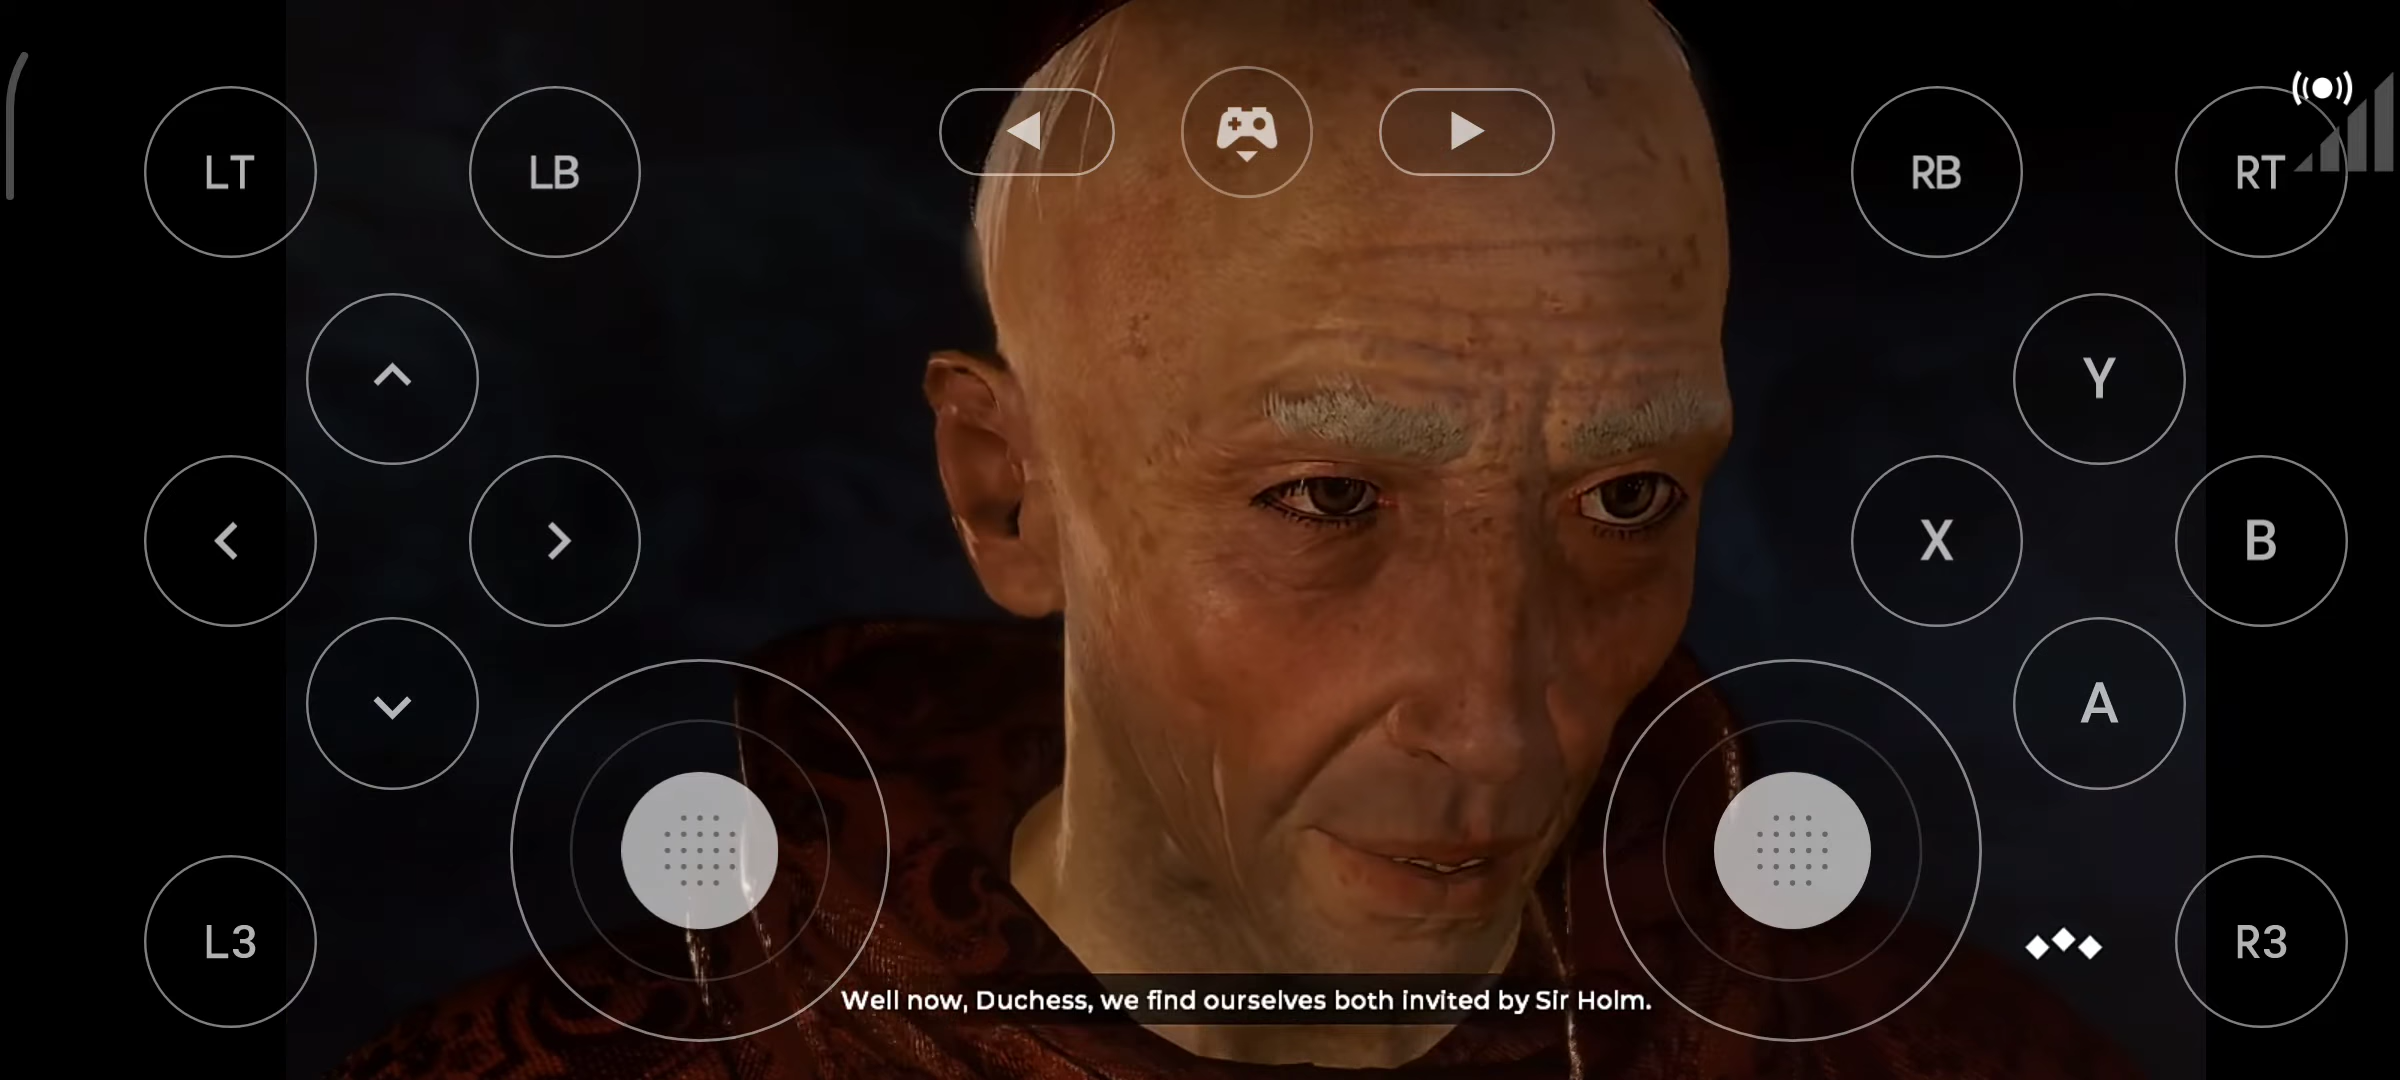 LT
LB
RB
RT
Y
X
B
A
L3
R3
Well now, Duchess, we find ourselves both invited by Sir Holm.